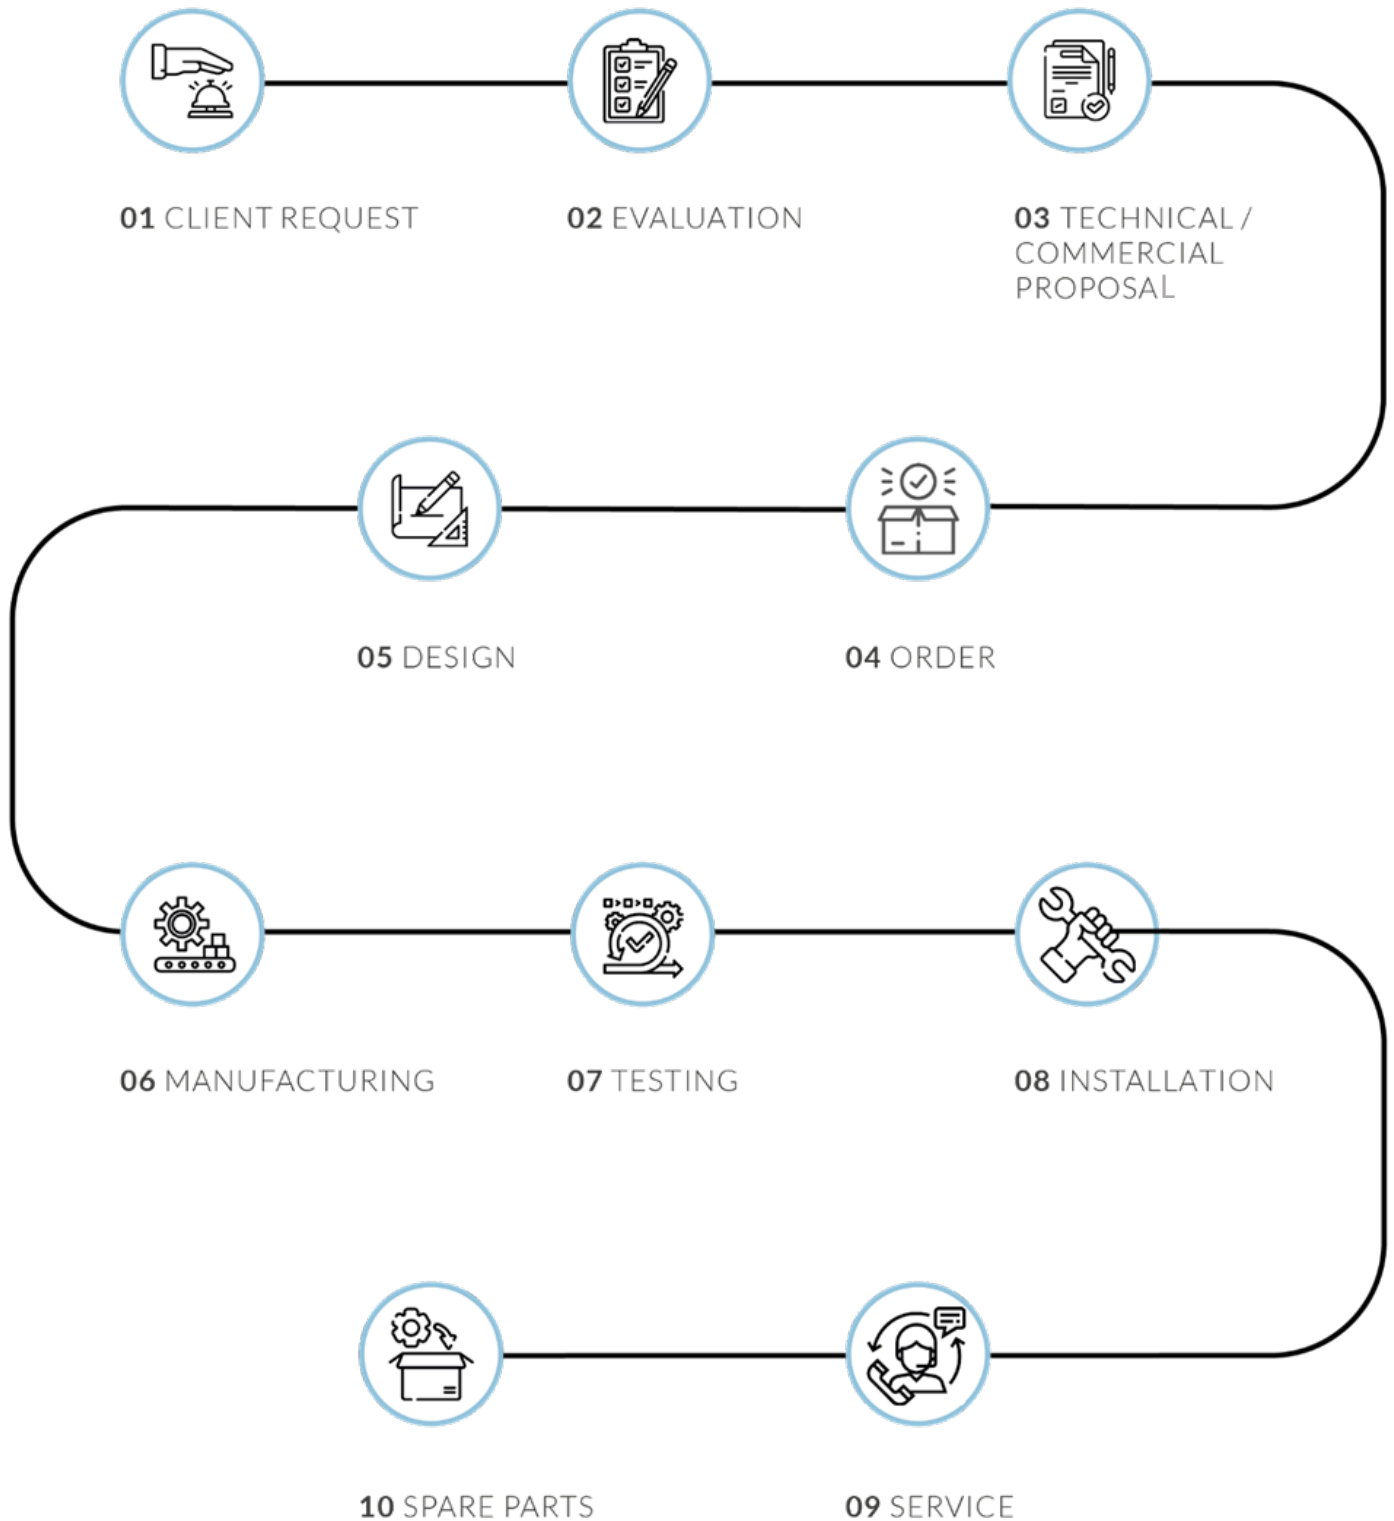 01 CLIENT REQUEST
02 EVALUATION
03 TECHNICAL /
COMMERCIAL
PROPOSAL
04 ORDER
05 DESIGN
06 MANUFACTURING
07 TESTING
08 INSTALLATION
09 SERVICE
10 SPARE PARTS